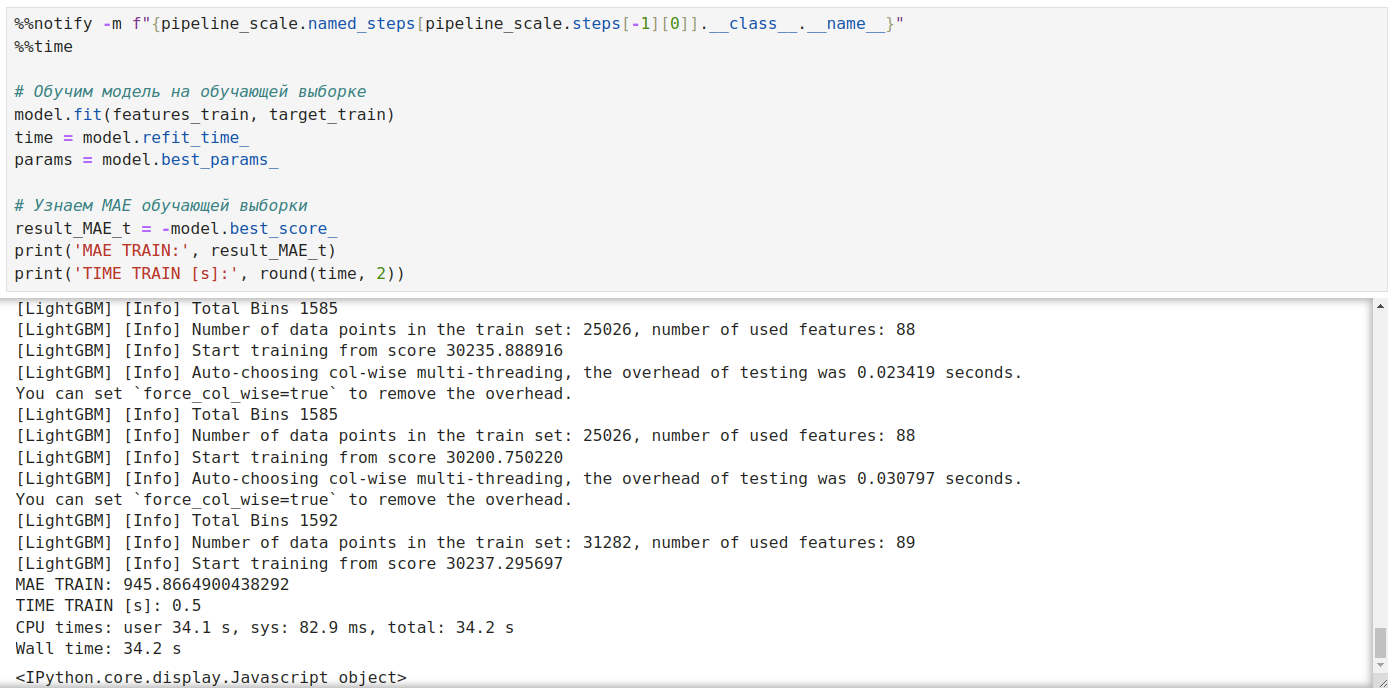 %%notify -m f"{pipeline_scale.named_steps[pipeline_scale.steps[-1][0]].__class__.__name__}"
%%time
# Обучим модель на обучающей выборке
model.fit(features_train, target_train)
time = model.refit_time_
params = model.best_params_
# Узнаем MAE обучающей выборки
result_MAE_t = -model.best_score_
print('MAE TRAIN:', result_MAE_t)
print('TIME TRAIN [s]:', round(time, 2))
[LightGBM] [Info] Total Bins 1585
[LightGBM] [Info] Number of data points in the train set: 25026, number of used features: 88
[LightGBM] [Info] Start training from score 30235.888916
[LightGBM] [Info] Auto-choosing col-wise multi-threading, the overhead of testing was 0.023419 seconds.
You can set `force_col_wise=true` to remove the overhead.
[LightGBM] [Info] Total Bins 1585
[LightGBM] [Info] Number of data points in the train set: 25026, number of used features: 88
[LightGBM] [Info] Start training from score 30200.750220
[LightGBM] [Info] Auto-choosing col-wise multi-threading, the overhead of testing was 0.030797 seconds.
You can set `force_col_wise=true` to remove the overhead.
[LightGBM] [Info] Total Bins 1592
[LightGBM] [Info] Number of data points in the train set: 31282, number of used features: 89
[LightGBM] [Info] Start training from score 30237.295697
MAE TRAIN: 945.8664900438292
TIME TRAIN [s]: 0.5
CPU times: user 34.1 s, sys: 82.9 ms, total: 34.2 s
Wall time: 34.2 s
<IPython.core.display.Javascript object>